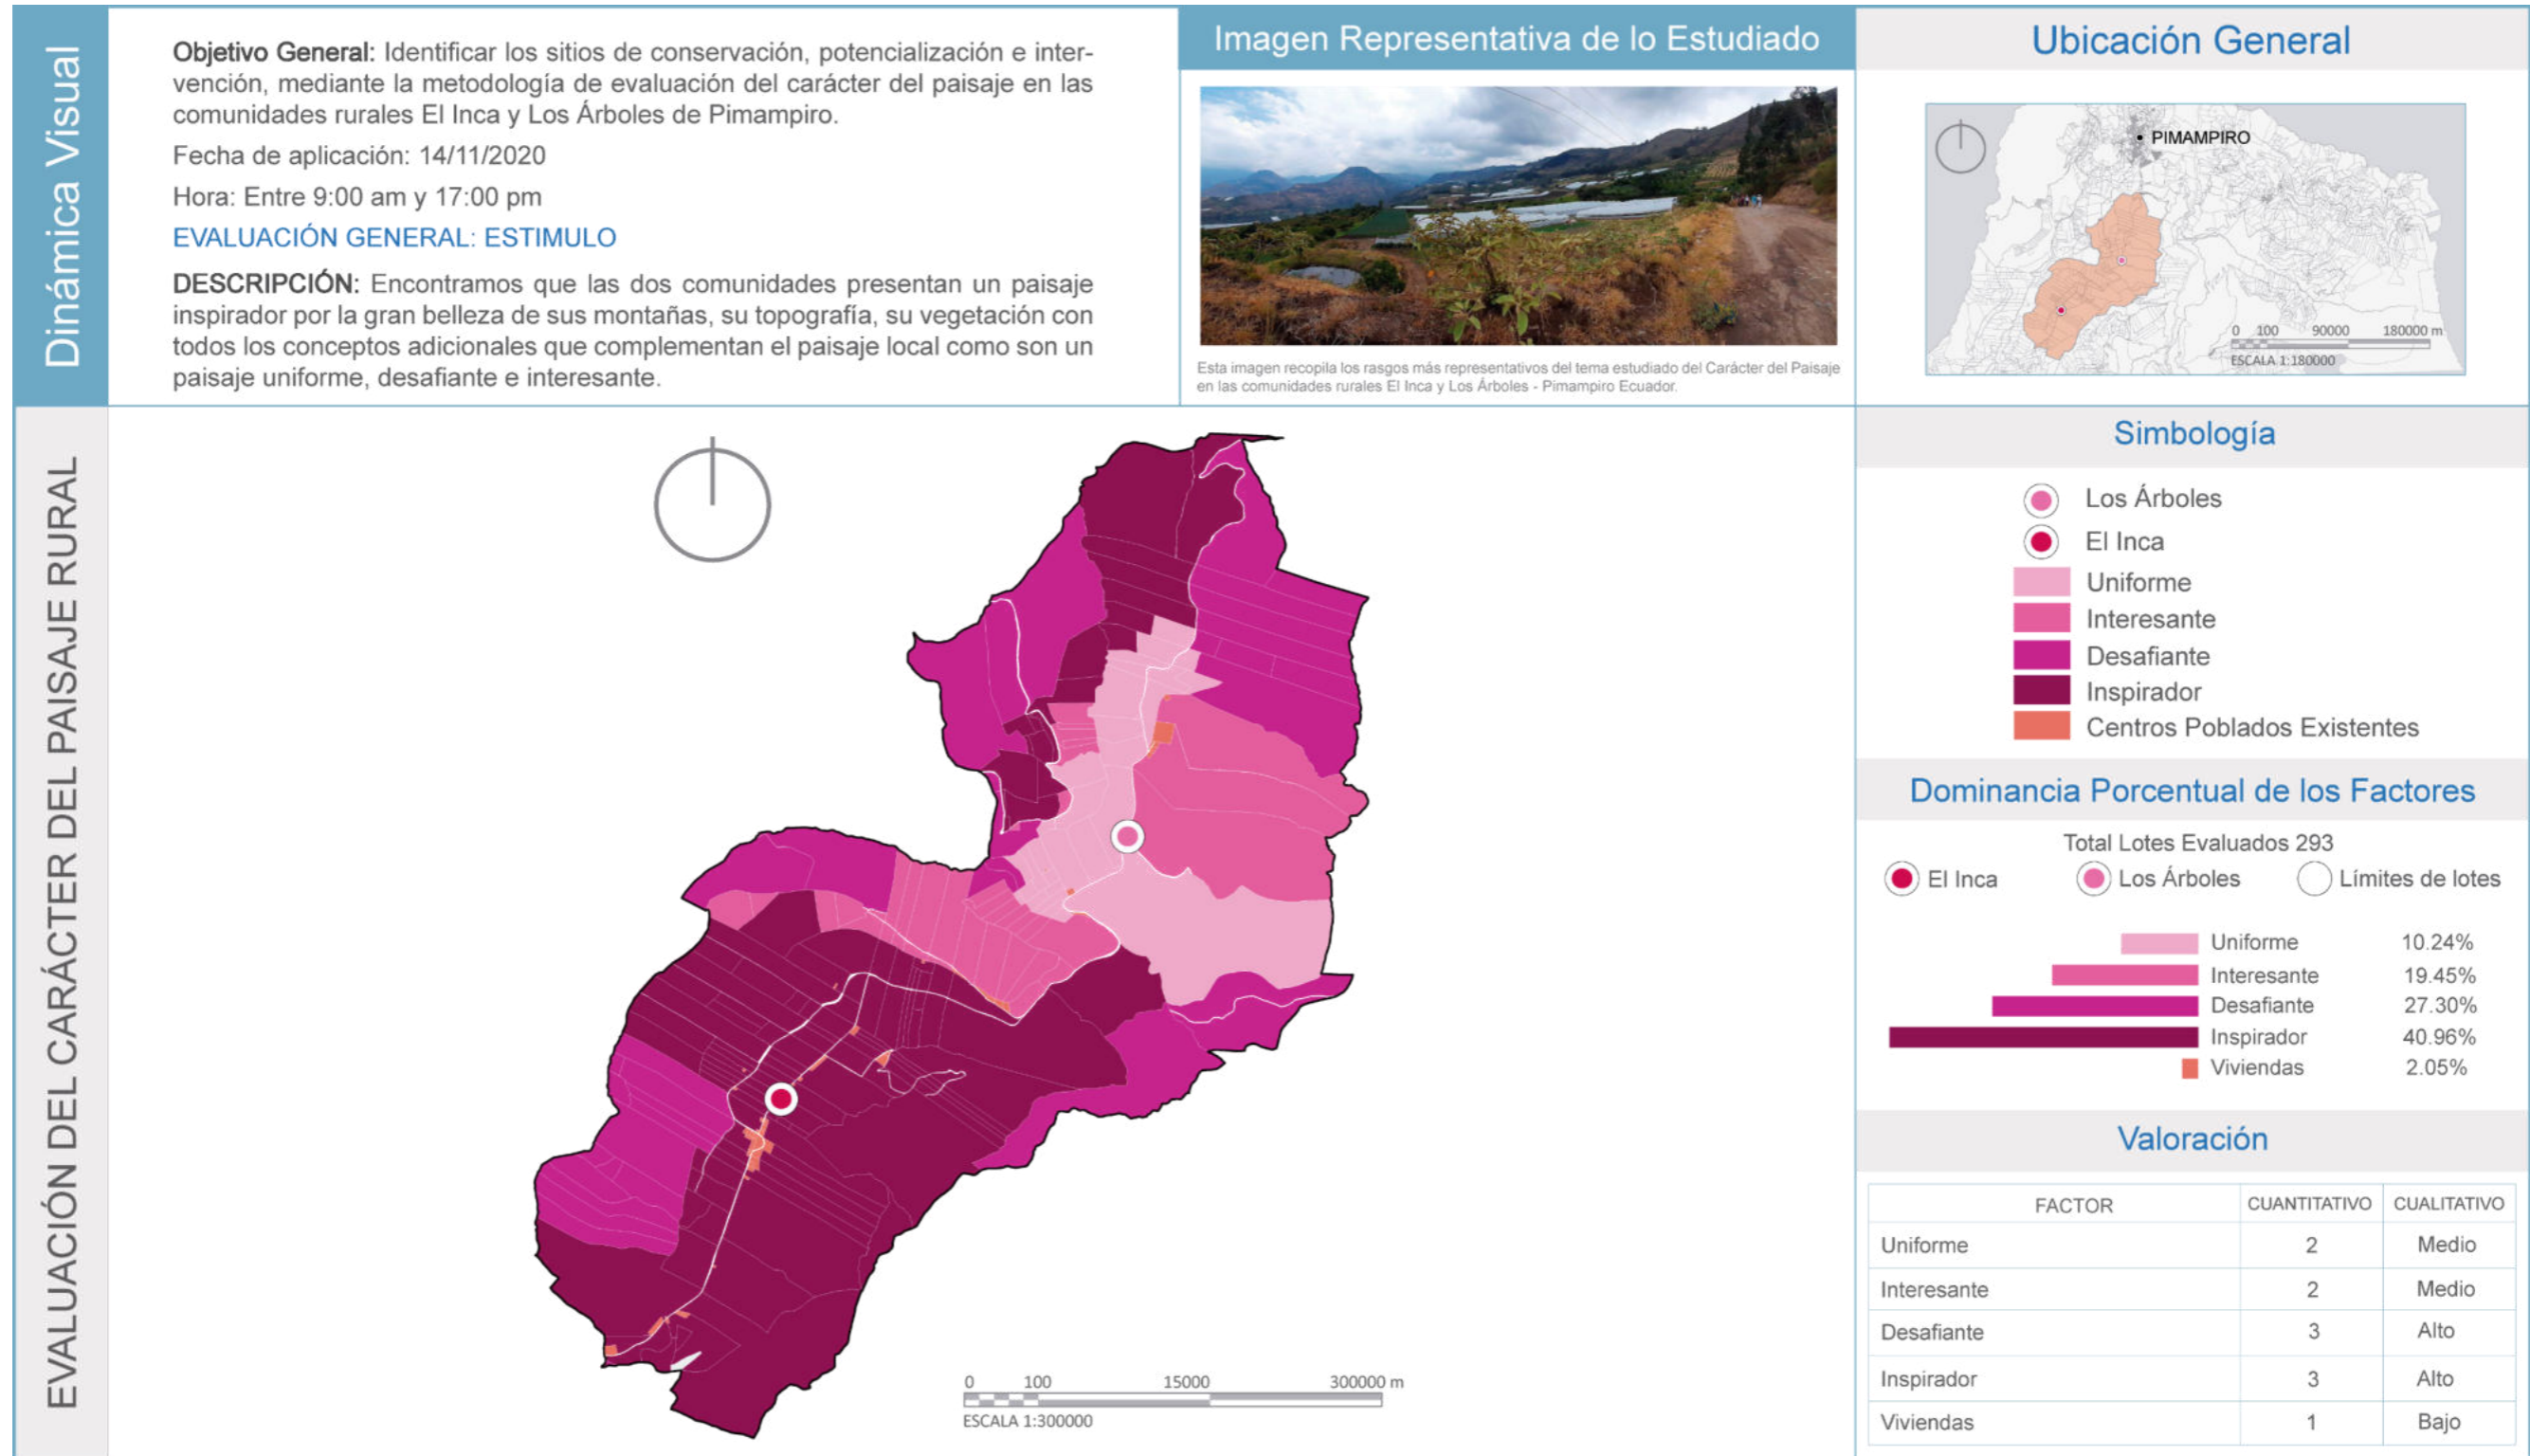 Dinámica Visual
Objetivo General: Identificar los sitios de conservación, potencialización e inter-
vención, mediante la metodología de evaluación del carácter del paisaje en las
comunidades rurales El Inca y Los Árboles de Pimampiro.
Fecha de aplicación: 14/11/2020
Hora: Entre 9:00 am y 17:00 pm
EVALUACIÓN GENERAL: ESTIMULO
DESCRIPCIÓN: Encontramos que las dos comunidades presentan un paisaje
inspirador por la gran belleza de sus montañas, su topografía, su vegetación con
todos los conceptos adicionales que complementan el paisaje local como son un
paisaje uniforme, desafiante e interesante.
Imagen Representativa de lo Estudiado
Esta imagen recopila los rasgos más representativos del tema estudiado del Carácter del Paisaje
en las comunidades rurales El Inca y Los Árboles - Pimampiro Ecuador.
Ubicación General
PIMAMPIRO
0 100 90000 180000 m
ESCALA 1:180000
EVALUACIÓN DEL CARÁCTER DEL PAISAJE RURAL
0 100 15000 300000 m
ESCALA 1:300000
Simbología
Los Árboles
El Inca
Uniforme
Interesante
Desafiante
Inspirador
Centros Poblados Existentes
Dominancia Porcentual de los Factores
Total Lotes Evaluados 293
El Inca Los Árboles Límites de lotes
Uniforme 10.24%
Interesante 19.45%
Desafiante 27.30%
Inspirador 40.96%
Viviendas 2.05%
Valoración
FACTOR CUANTITATIVO CUALITATIVO
Uniforme 2 Medio
Interesante 2 Medio
Desafiante 3 Alto
Inspirador 3 Alto
Viviendas 1 Bajo